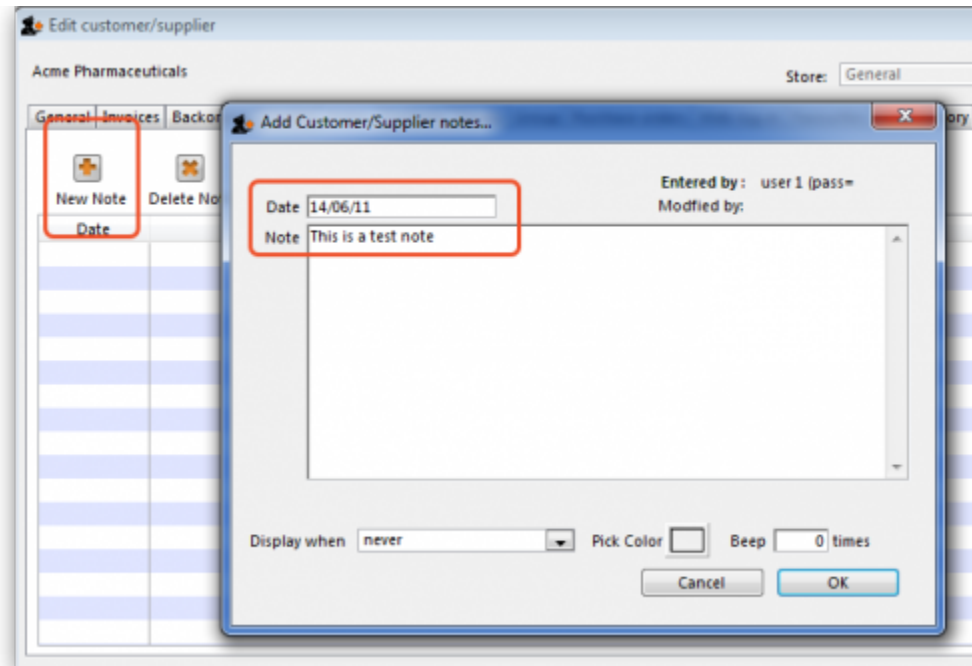 Edit customer/supplier
Acme Pharmaceuticals
Store: General
General Invoices Backor
Add Customer/Supplier notes...
ory
New Note Delete No
Date
Entered by: user 1 (pass=
Modfied by:
Date 14/06/11
Note This is a test note
Display when never Pick Color Beep 0 times
Cancel OK